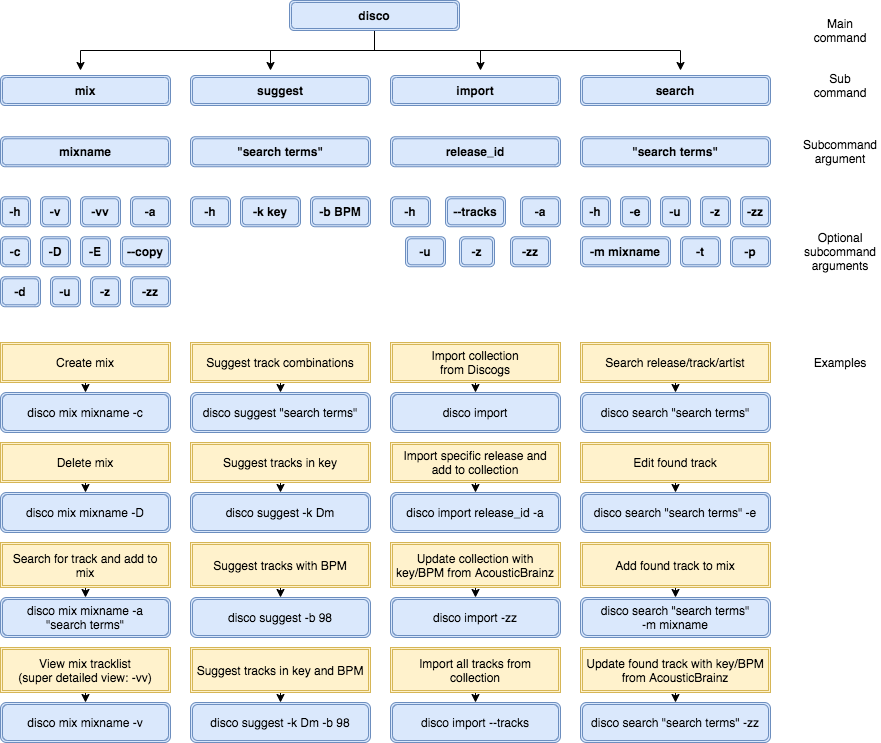 disco
Main
command
mix
suggest
import
search
Sub
command
mixname
"search terms"
release_id
"search terms"
Subcommand
argument
-h
-v
-vv
-a
-h
-k key
-b BPM
-h
--tracks
-a
-h
-e
-u
-z
-zz
-c
-D
-E
--copy
-u
-z
-zz
-m mixname
-t
-p
Optional
subcommand
arguments
-d
-u
-z
-zz
Create mix
Suggest track combinations
Import collection
from Discogs
Search release/track/artist
Examples
disco mix mixname -c
disco suggest "search terms"
disco import
disco search "search terms"
Delete mix
Suggest tracks in key
Import specific release and
add to collection
Edit found track
disco mix mixname -D
disco suggest -k Dm
disco import release_id -a
disco search "search terms" -e
Search for track and add to
mix
Suggest tracks with BPM
Update collection with
key/BPM from AcousticBrainz
Add found track to mix
disco mix mixname -a
"search terms"
disco suggest -b 98
disco import -zz
disco search "search terms"
-m mixname
View mix tracklist
(super detailed view: -vv)
Suggest tracks in key and BPM
Import all tracks from
collection
Update found track with key/BPM
from AcousticBrainz
disco mix mixname -v
disco suggest -k Dm -b 98
disco import --tracks
disco search "search terms" -zz